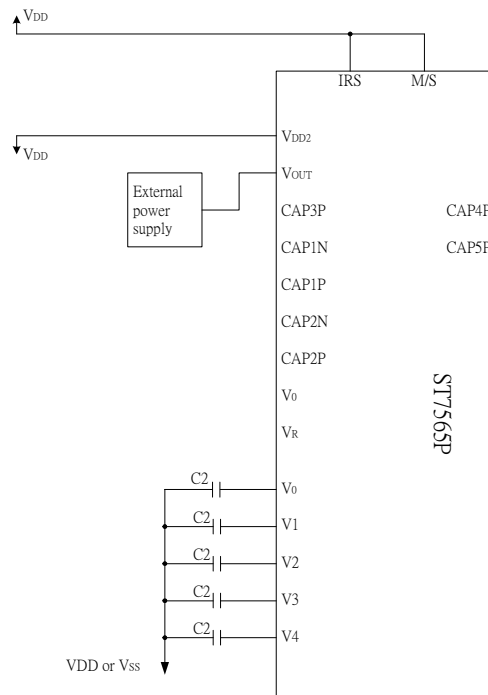 VDD
IRS M/S
VDD2
VDD
VOUT
External
power
supply
CAP3P CAP4P
CAP1N CAP5P
CAP1P
CAP2N
CAP2P
V0
VR
ST7565P
C2 V0
C2 V1
C2 V2
C2 V3
C2 V4
VDD or VSS